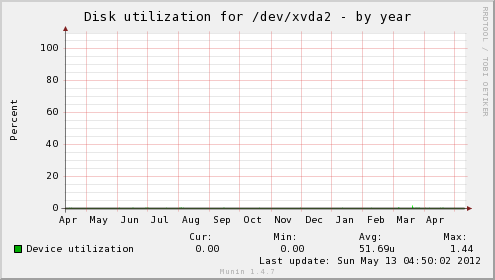 Disk utilization for /dev/xvda2 - by year
RRDTOOL / TOBI OETIKER
Percent
100
80
60
40
20
0
Apr May Jun Jul Aug Sep Oct Nov Dec Jan Feb Mar Apr
Cur: Min: Avg: Max:
Device utilization 0.00 0.00 51.69u 1.44
Last update: Sun May 13 04:50:02 2012
Munin 1.4.7